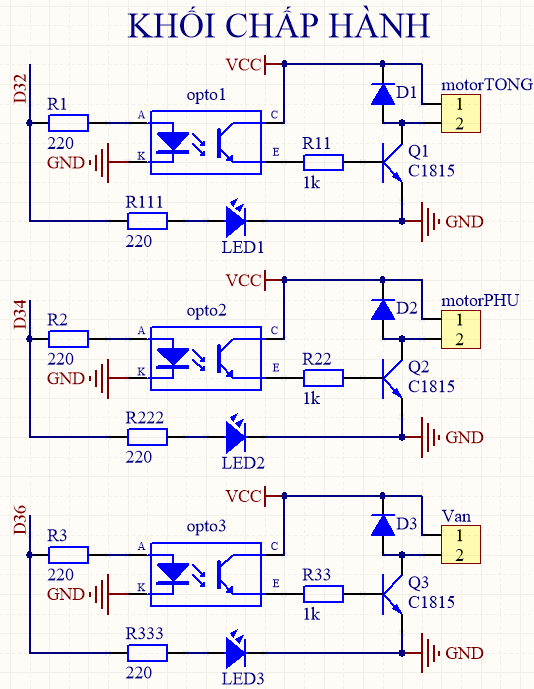 KHỐI CHẤP HÀNH
D32
VCC
opto1
D1
motorTONG
1
2
R1
220
A
K
C
E
GND
R11
1k
Q1
C1815
R111
220
LED1
GND
D34
VCC
opto2
D2
motorPHU
1
2
R2
220
A
K
C
E
GND
R22
1k
Q2
C1815
R222
220
LED2
GND
D36
VCC
opto3
D3
Van
1
2
R3
220
A
K
C
E
GND
R33
1k
Q3
C1815
R333
220
LED3
GND